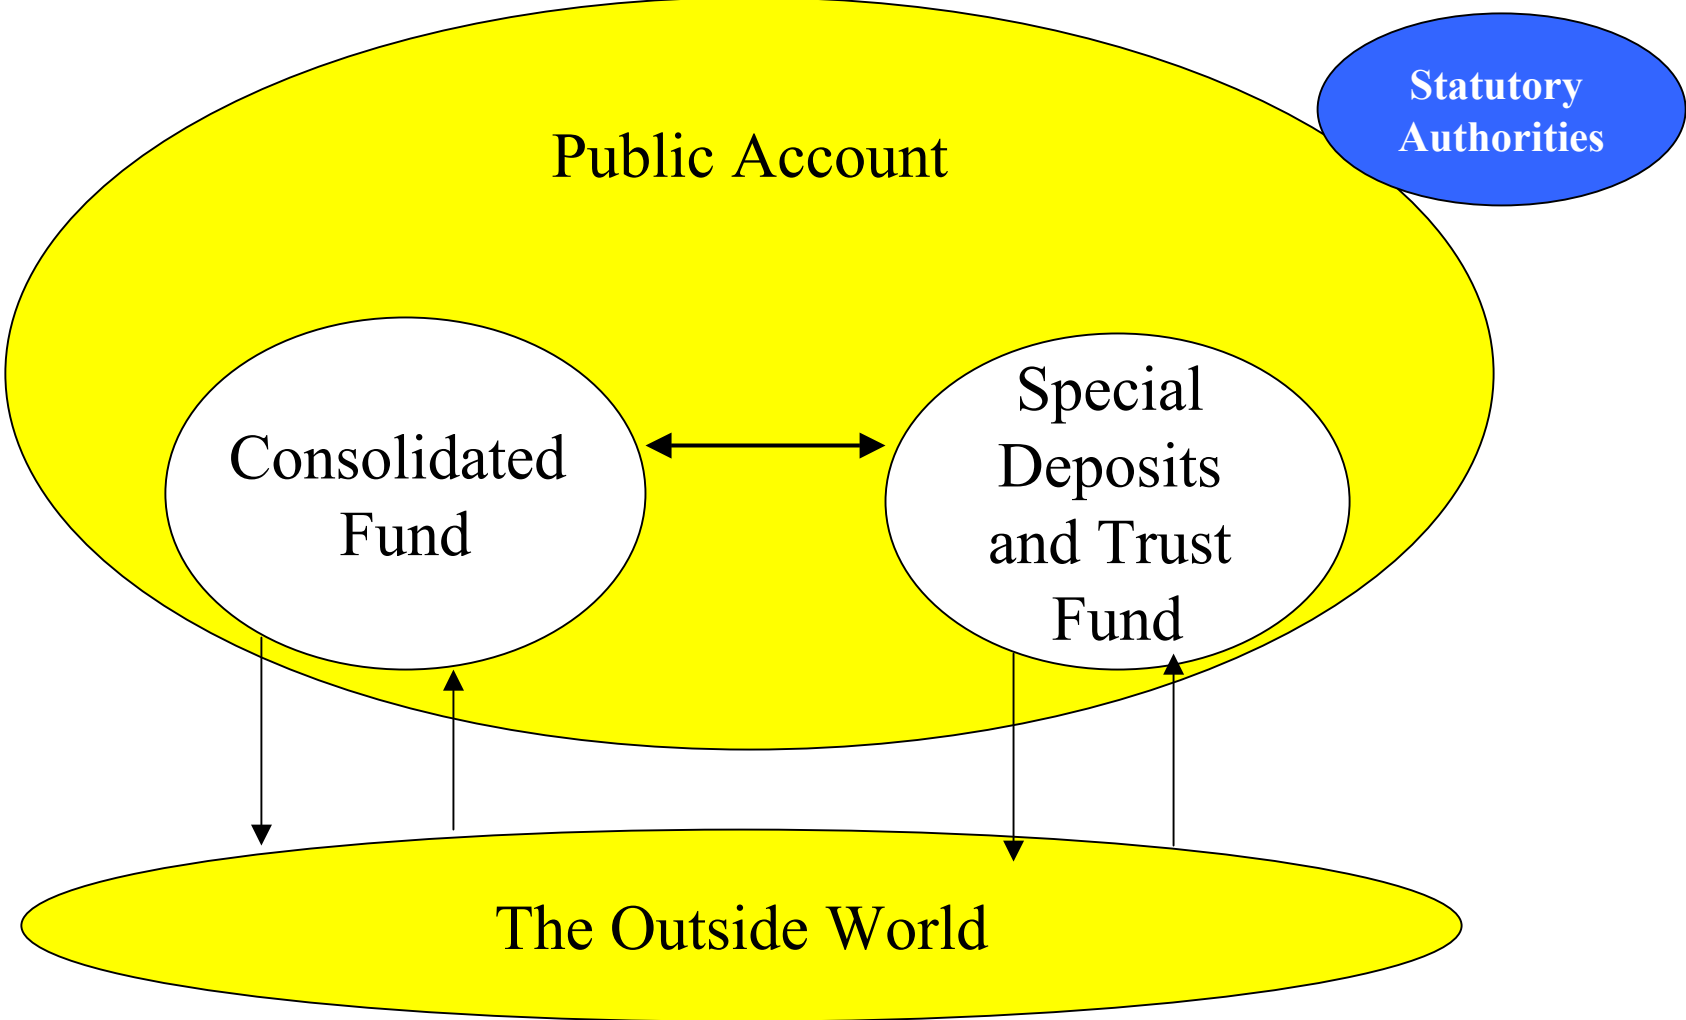 Statutory
Authorities
Public Account
Consolidated
Fund
Special
Deposits
and Trust
Fund
The Outside World